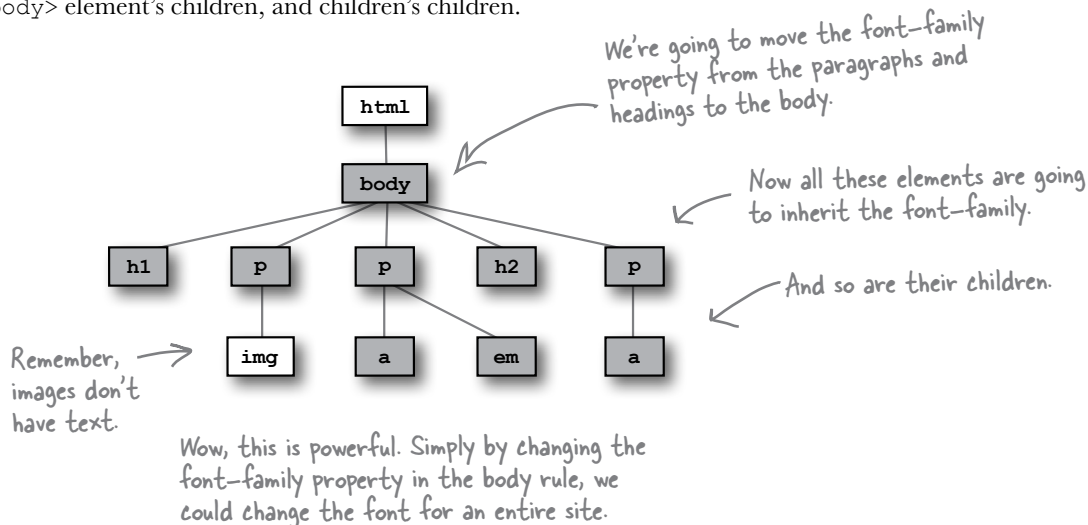 body> element's children, and children's children.
We're going to move the font-family
property from the paragraphs and
headings to the body.
html
body
Now all these elements are going
to inherit the font-family.
h1
p
p
h2
p
And so are their children.
Remember,
images don't
have text.
img
a
em
a
Wow, this is powerful. Simply by changing the
font-family property in the body rule, we
could change the font for an entire site.